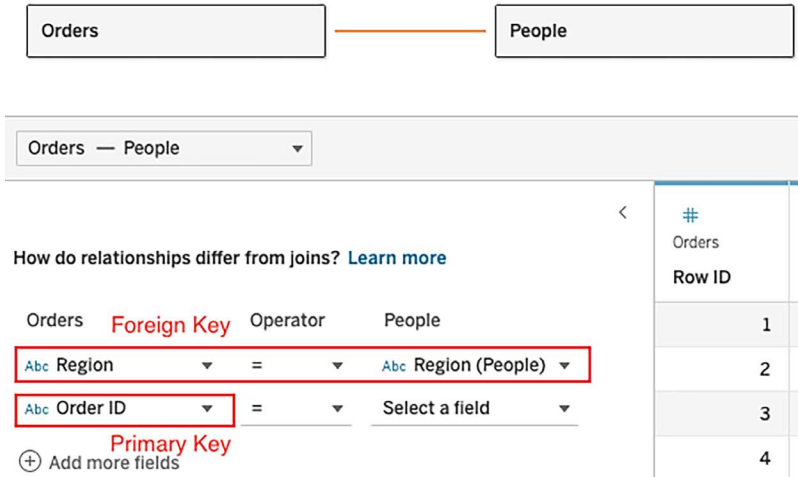 Orders People
Orders — People
How do relationships differ from joins? Learn more
#
Orders
Row ID
Orders Foreign Key Operator People
Abc Region = Abc Region (People)
Abc Order ID = Select a field
Primary Key
Add more fields
1
2
3
4